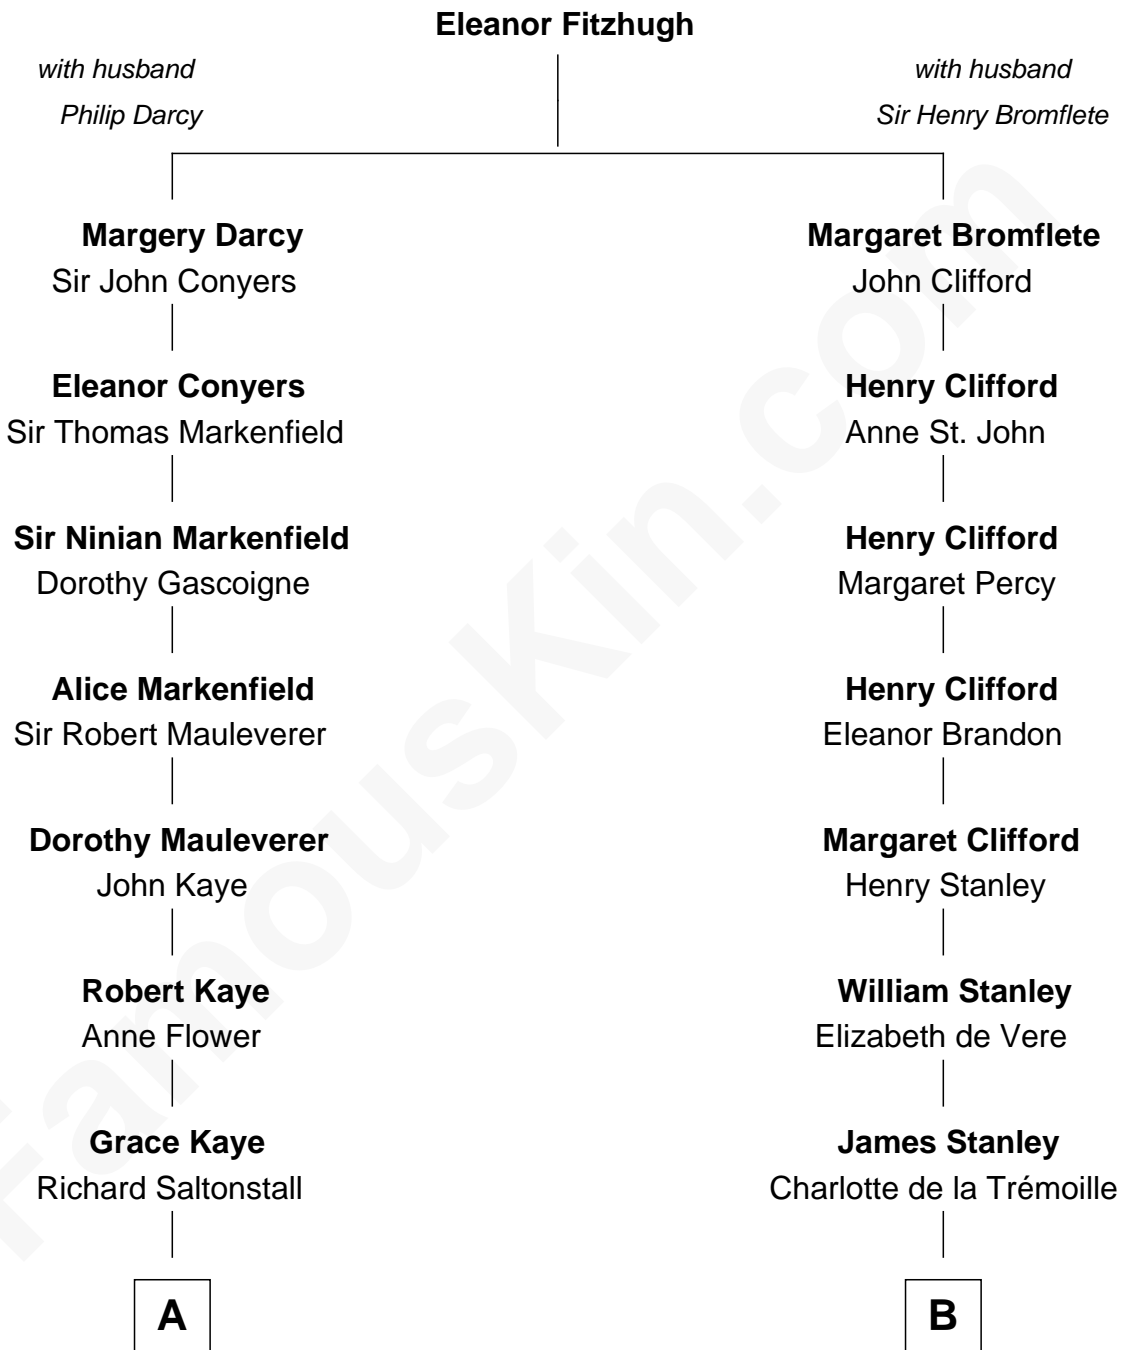 Eleanor Fitzhugh
with husband
Philip Darcy
with husband
Sir Henry Bromflete
Margery Darcy
Sir John Conyers
Margaret Bromflete
John Clifford
Eleanor Conyers
Sir Thomas Markenfield
Henry Clifford
Anne St. John
Sir Ninian Markenfield
Dorothy Gascoigne
Henry Clifford
Margaret Percy
Alice Markenfield
Sir Robert Mauleverer
Henry Clifford
Eleanor Brandon
Dorothy Mauleverer
John Kaye
Margaret Clifford
Henry Stanley
Robert Kaye
Anne Flower
William Stanley
Elizabeth de Vere
Grace Kaye
Richard Saltonstall
James Stanley
Charlotte de la Trémoille
A
B
FamousKin.com